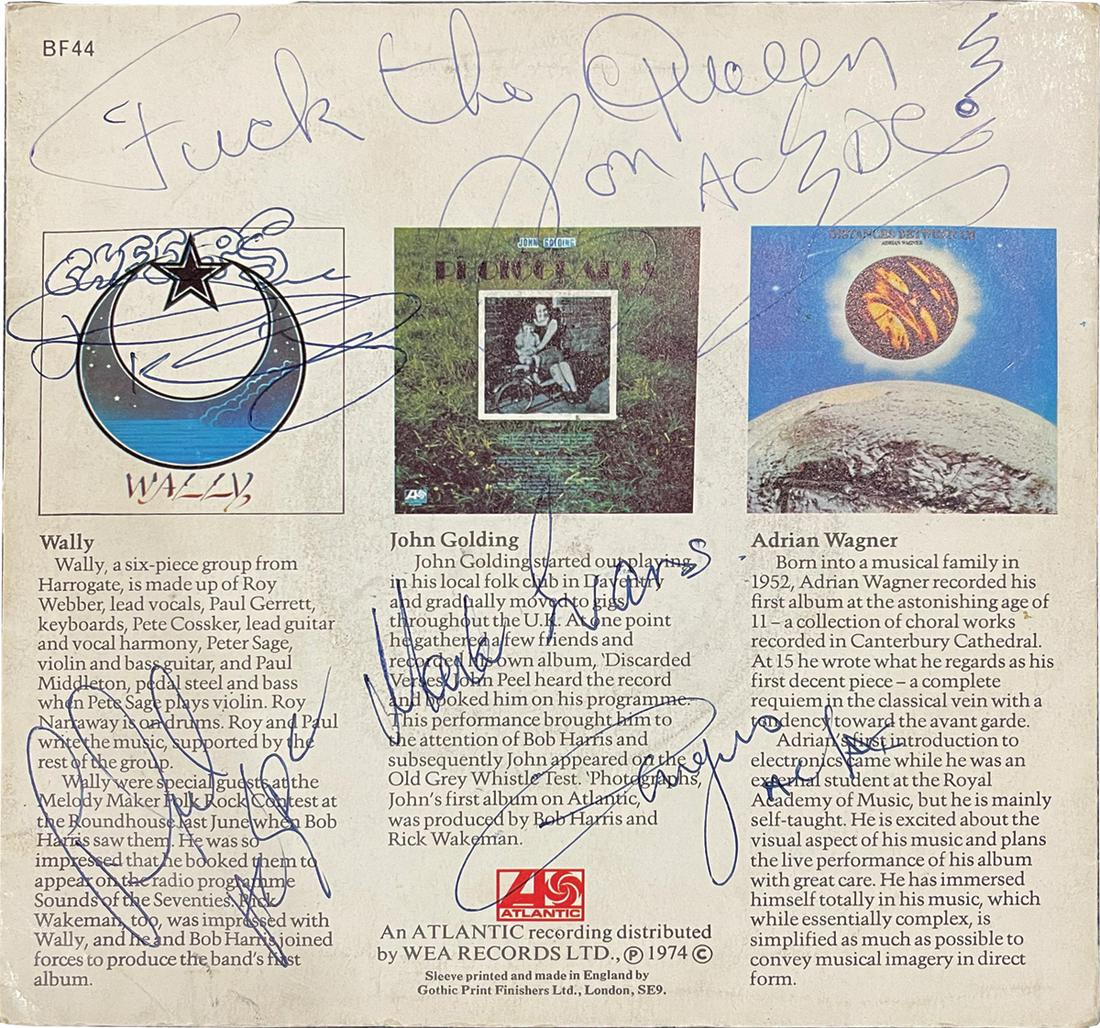 BF44
Fuck the Queen
Bon AC DC
JOHN GOLDING
PHOTOGRAPHS
DISTANCES BETWEEN US
ADRIAN WAGNER
WALLY
Wally
Wally, a six-piece group from
Harrogate, is made up of Roy
Webber, lead vocals, Paul Gerrett,
keyboards, Pete Cossker, lead guitar
and vocal harmony, Peter Sage,
violin and bass guitar, and Paul
Middleton, pedal steel and bass
when Pete Sage plays violin. Roy
Narraway is on drums. Roy and Paul
write the music, supported by the
rest of the group.
Wally were special guests at the
Melody Maker Folk Rock Contest at
the Roundhouse last June when Bob
Harris saw them. He was so
impressed that he booked them to
appear on the radio programme
Sounds of the Seventies. Rick
Wakeman, too, was impressed with
Wally, and he and Bob Harris joined
forces to produce the band's first
album.
Phil
AC DC
John Golding
John Golding started out playing
in his local folk club in Daventry
and gradually moved to gigs
throughout the U.K. At one point
he gathered a few friends and
recorded his own album, 'Discarded
Verses'. John Peel heard the record
and booked him on his programme.
This performance brought him to
the attention of Bob Harris and
subsequently John appeared on the
Old Grey Whistle Test. 'Photographs,
John's first album on Atlantic,
was produced by Bob Harris and
Rick Wakeman.
Mark Evans
Angus
AC
ATLANTIC
An ATLANTIC recording distributed
by WEA RECORDS LTD., Ⓟ 1974 ©
Sleeve printed and made in England by
Gothic Print Finishers Ltd., London, SE9.
Adrian Wagner
Born into a musical family in
1952, Adrian Wagner recorded his
first album at the astonishing age of
11 – a collection of choral works
recorded in Canterbury Cathedral.
At 15 he wrote what he regards as his
first decent piece – a complete
requiem in the classical vein with a
tendency toward the avant garde.
Adrian's first introduction to
electronics came while he was an
external student at the Royal
Academy of Music, but he is mainly
self-taught. He is excited about the
visual aspect of his music and plans
the live performance of his album
with great care. He has immersed
himself totally in his music, which
while essentially complex, is
simplified as much as possible to
convey musical imagery in direct
form.